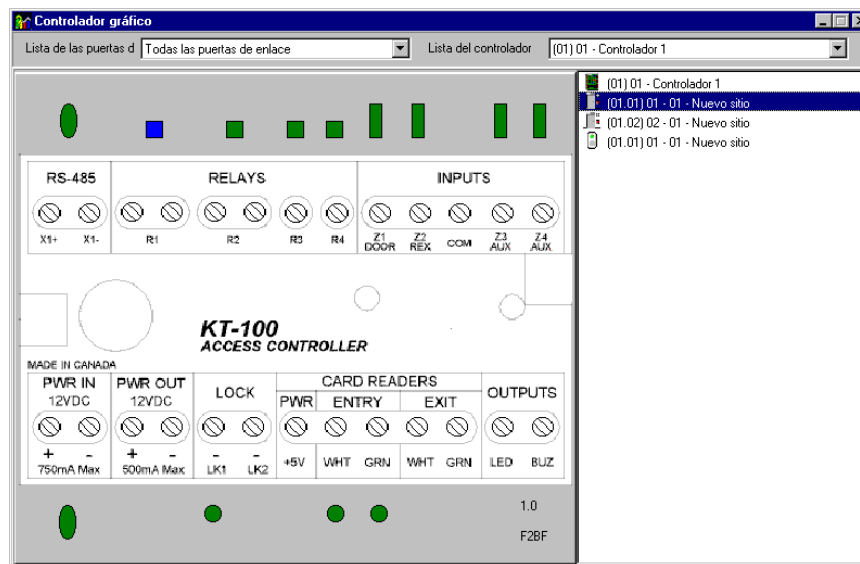 Controlador gráfico
Lista de las puertas d Todas las puertas de enlace Lista del controlador (01) 01 - Controlador 1
(01) 01 - Controlador 1
(01.01) 01 - 01 - Nuevo sitio
(01.02) 02 - 01 - Nuevo sitio
(01.01) 01 - 01 - Nuevo sitio
RS-485 RELAYS INPUTS
X1+ X1- R1 R2 R3 R4 Z1 DOOR Z2 REX COM Z3 AUX Z4 AUX
KT-100
ACCESS CONTROLLER
MADE IN CANADA
PWR IN 12VDC PWR OUT 12VDC LOCK CARD READERS OUTPUTS
PWR ENTRY EXIT
+ - + - - -
750mA Max 500mA Max LK1 LK2 +5V WHT GRN WHT GRN LED BUZ
1.0
F2BF